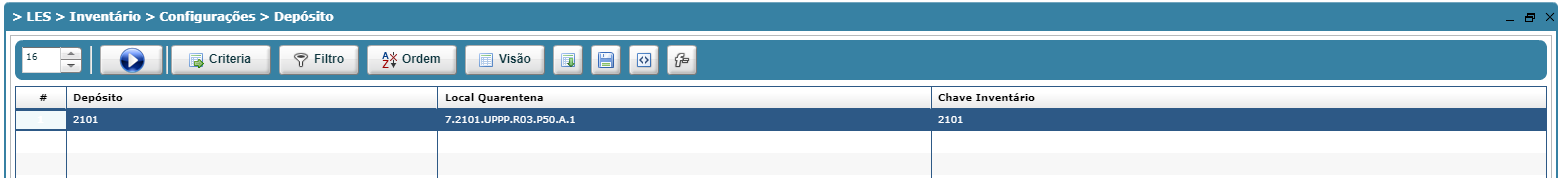 > LES > Inventário > Configurações > Depósito
16 Criteria Filtro Ordem Visão
# Depósito Local Quarentena Chave Inventário
2101 7.2101.UPPP.R03.P50.A.1 2101